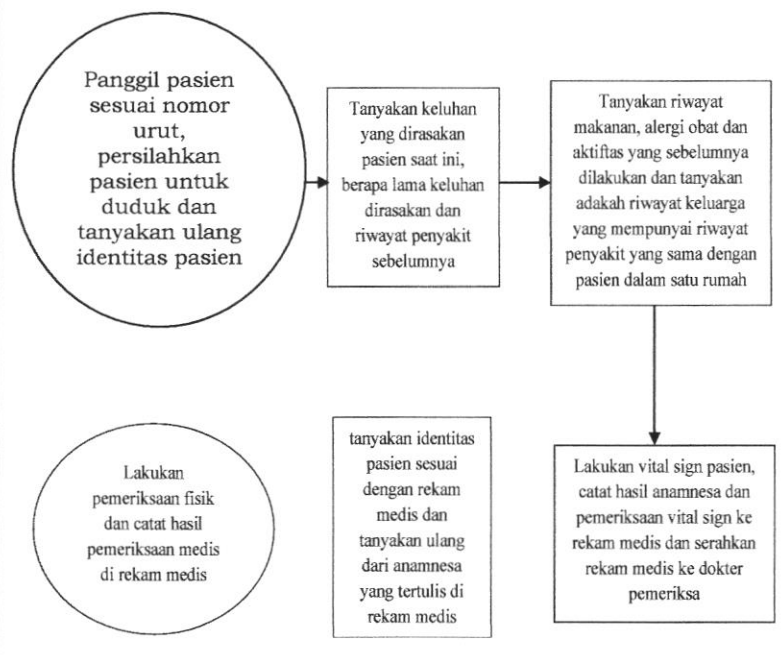 Panggil pasien
sesuai nomor
urut,
persilahkan
pasien untuk
duduk dan
tanyakan ulang
identitas pasien
Tanyakan keluhan
yang dirasakan
pasien saat ini,
berapa lama keluhan
dirasakan dan
riwayat penyakit
sebelumnya
Tanyakan riwayat
makanan, alergi obat dan
aktiftas yang sebelumnya
dilakukan dan tanyakan
adakah riwayat keluarga
yang mempunyai riwayat
penyakit yang sama dengan
pasien dalam satu rumah
Lakukan vital sign pasien,
catat hasil anamnesa dan
pemeriksaan vital sign ke
rekam medis dan serahkan
rekam medis ke dokter
pemeriksa
tanyakan identitas
pasien sesuai
dengan rekam
medis dan
tanyakan ulang
dari anamnesa
yang tertulis di
rekam medis
Lakukan
pemeriksaan fisik
dan catat hasil
pemeriksaan medis
di rekam medis